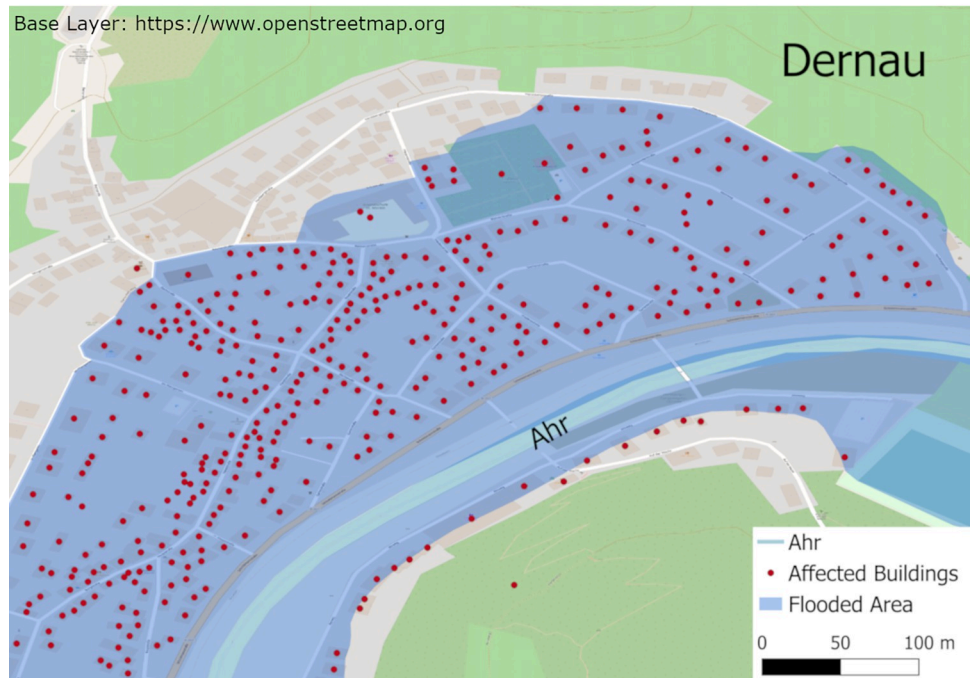 Base Layer: https://www.openstreetmap.org
Dernau
Ahr
Ahr
Affected Buildings
Flooded Area
0 50 100 m